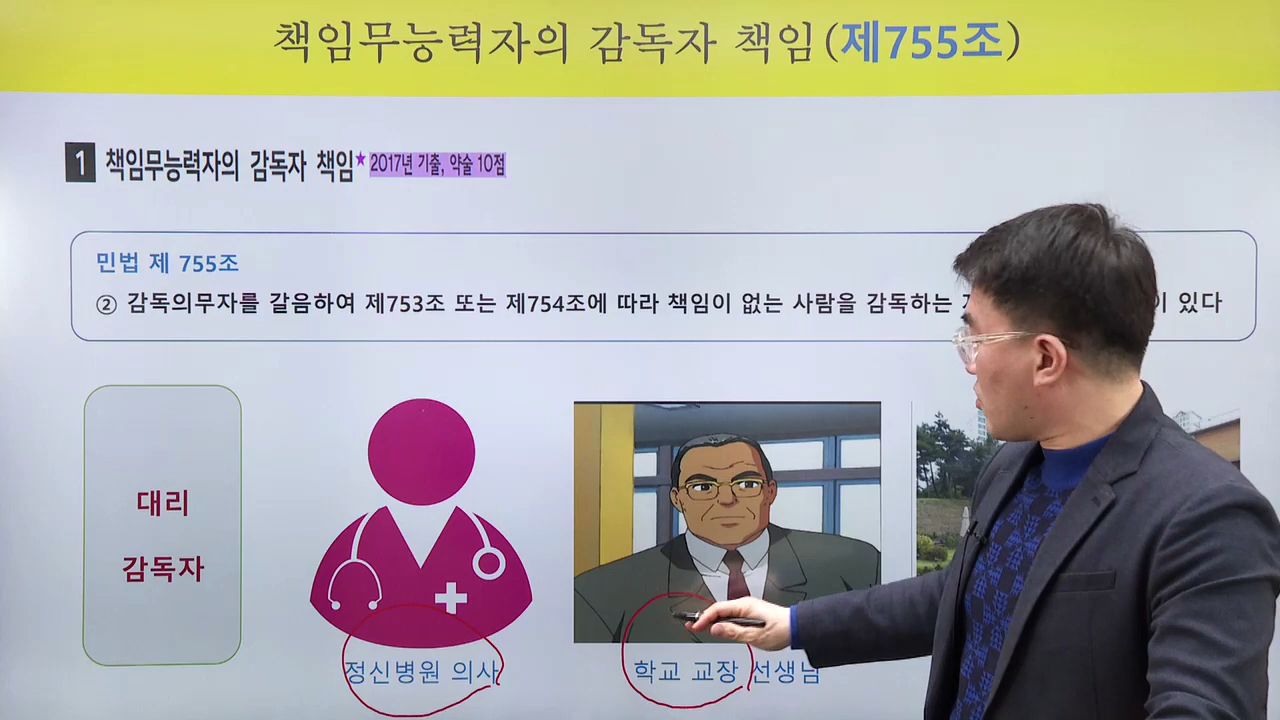 책임무능력자의 감독자 책임(제755조)
1 책임무능력자의 감독자 책임★ 2017년 기출, 약술 10점
민법 제 755조
② 감독의무자를 갈음하여 제753조 또는 제754조에 따라 책임이 없는 사람을 감독하는 이 있다
대리
감독자
정신병원 의사
학교 교장 선생님